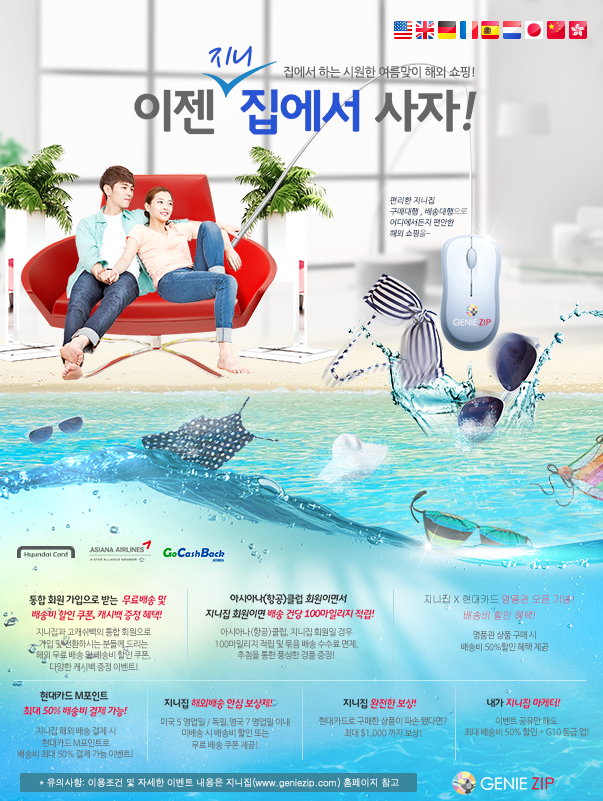 지니
집에서 하는 시원한 여름맞이 해외 쇼핑!
이젠 집에서 사자!
편리한 지니집
구매대행, 배송대행으로
어디에서든지 편안한
해외 쇼핑을~
GENIE ZIP
Hyundai Card
ASIANA AIRLINES
A STAR ALLIANCE MEMBER
GoCashBack
KOREA
통합 회원 가입으로 받는 무료배송 및
배송비 할인 쿠폰, 캐시백 증정 혜택!
지니집과 고캐쉬백의 통합 회원으로
가입 및 전환하시는 분들께 드리는
해외 무료 배송 및 배송비 할인 쿠폰,
다양한 캐시백 증정 이벤트!
아시아나(항공)클럽 회원이면서
지니집 회원이면 배송 건당 100마일리지 적립!
아시아나(항공)클럽, 지니집 회원일 경우
100마일리지 적립 및 묶음 배송 수수료 면제,
추첨을 통한 풍성한 경품 증정!
지니집 X 현대카드 명품관 오픈 기념!
배송비 할인 혜택!
명품관 상품 구매 시
배송비 50%할인 혜택 제공
현대카드 M포인트
최대 50% 배송비 결제 가능!
지니집 해외 배송 결제 시
현대카드 M포인트로
배송비 최대 50% 결제 가능 이벤트!
지니집 해외배송 안심 보상제!
미국 5 영업일 / 독일, 영국 7 영업일 이내
미배송 시 배송비 할인 또는
무료 배송 쿠폰 제공!
지니집 완전한 보상!
현대카드로 구매한 상품이 파손 됐다면?
최대 $1,000 까지 보상!
내가 지니집 마케터!
이벤트 공유만 해도
최대 배송비 50% 할인 + G10 등급 업!
* 유의사항: 이용조건 및 자세한 이벤트 내용은 지니집(www.geniezip.com) 홈페이지 참고
GENIE ZIP